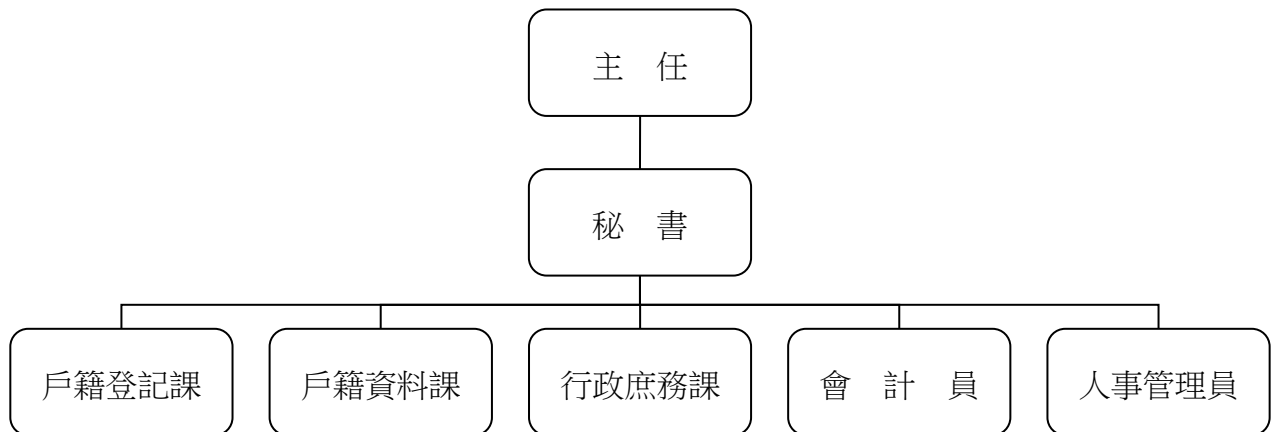 主　任
秘　書
戶籍登記課
戶籍資料課
行政庶務課
會　計　員
人事管理員